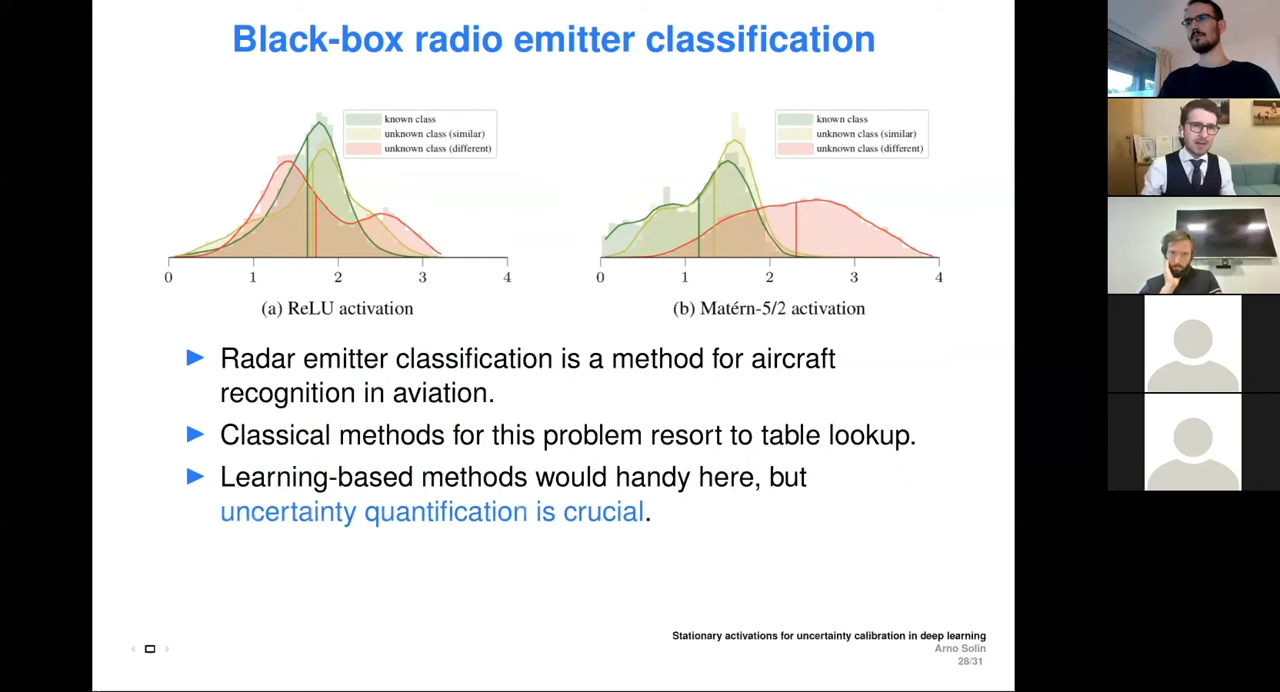 Black-box radio emitter classification
known class
unknown class (similar)
unknown class (different)
0 1 2 3 4
(a) ReLU activation
known class
unknown class (similar)
unknown class (different)
0 1 2 3 4
(b) Matérn-5/2 activation
Radar emitter classification is a method for aircraft
recognition in aviation.
Classical methods for this problem resort to table lookup.
Learning-based methods would handy here, but
uncertainty quantification is crucial.
Stationary activations for uncertainty calibration in deep learning
Arno Solin
28/31